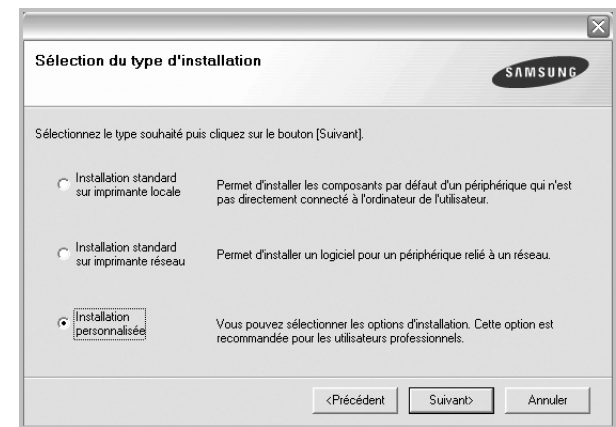 Sélection du type d'installation
SAMSUNG
Sélectionnez le type souhaité puis cliquez sur le bouton [Suivant].
Installation standard
sur imprimante locale
Permet d'installer les composants par défaut d'un périphérique qui n'est
pas directement connecté à l'ordinateur de l'utilisateur.
Installation standard
sur imprimante réseau
Permet d'installer un logiciel pour un périphérique relié à un réseau.
Installation
personnalisée
Vous pouvez sélectionner les options d'installation. Cette option est
recommandée pour les utilisateurs professionnels.
<Précédent Suivant> Annuler